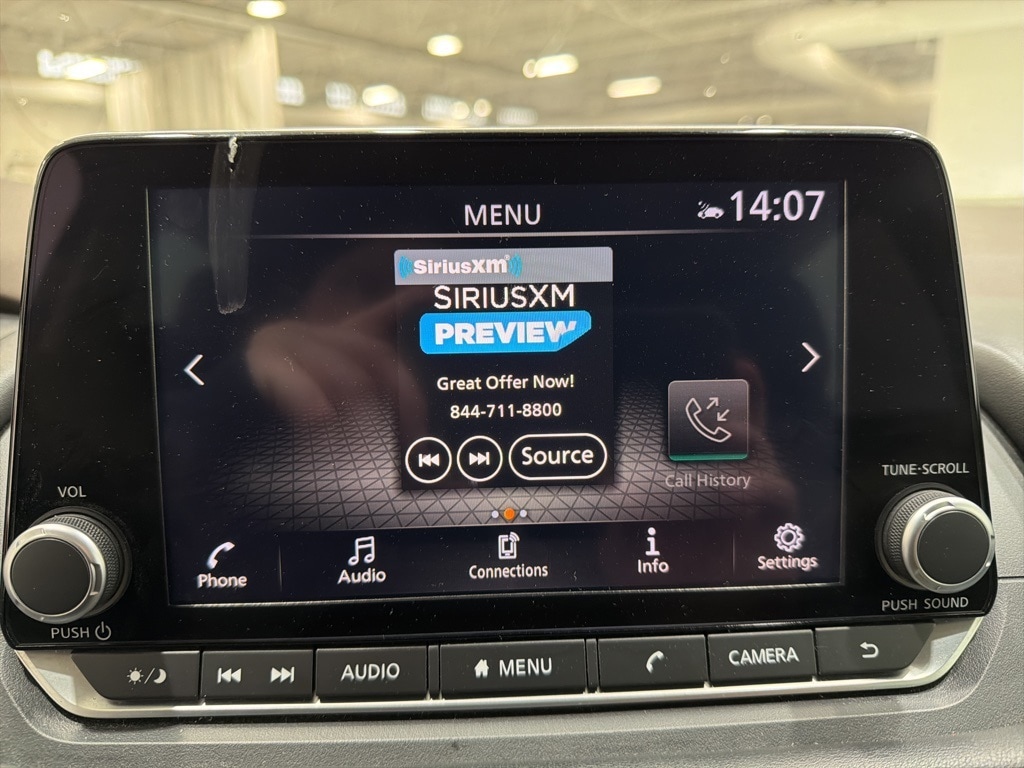 MENU
14:07
SiriusXM
SIRIUSXM
PREVIEW
Great Offer Now!
844-711-8800
Source
Call History
Phone
Audio
Connections
Info
Settings
VOL
PUSH
TUNE·SCROLL
PUSH SOUND
AUDIO
MENU
CAMERA